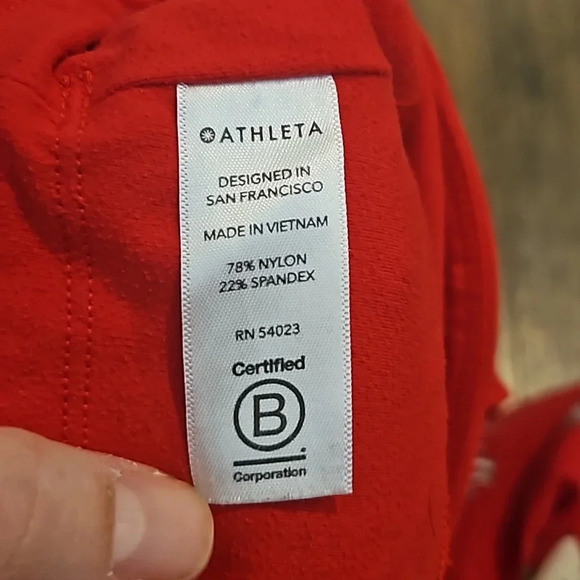 ATHLETA
DESIGNED IN
SAN FRANCISCO
MADE IN VIETNAM
78% NYLON
22% SPANDEX
RN 54023
Certified
B
Corporation